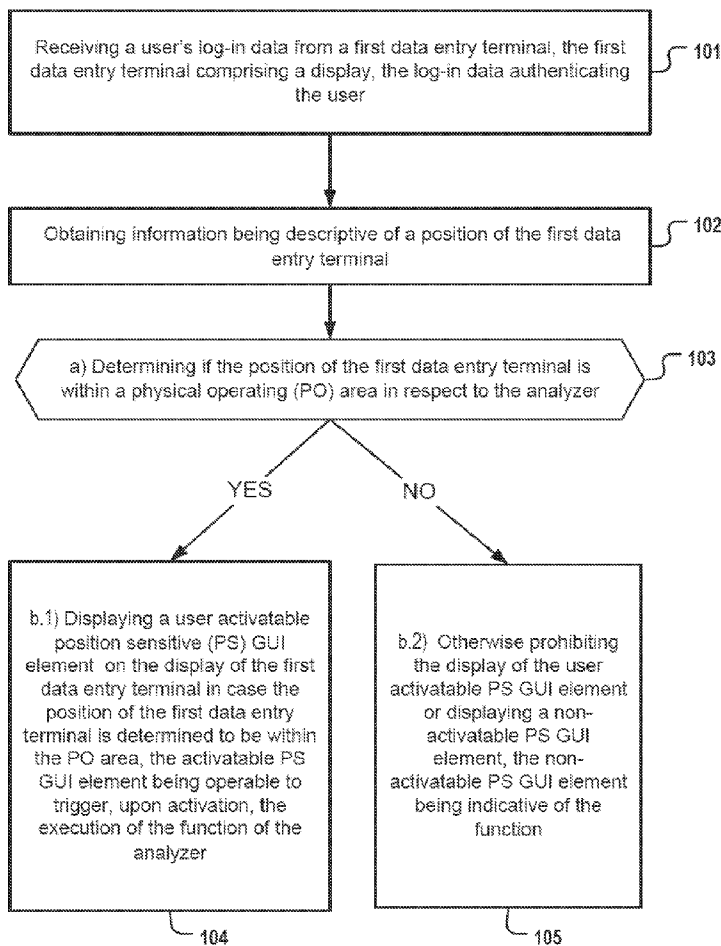 Receiving a user's log-in data from a first data entry terminal, the first
data entry terminal comprising a display, the log-in data authenticating
the user
101
Obtaining information being descriptive of a position of the first data
entry terminal
102
a) Determining if the position of the first data entry terminal is
within a physical operating (PO) area in respect to the analyzer
103
YES
NO
b.1) Displaying a user activatable
position sensitive (PS) GUI
element on the display of the first
data entry terminal in case the
position of the first data entry
terminal is determined to be within
the PO area, the activatable PS
GUI element being operable to
trigger, upon activation, the
execution of the function of the
analyzer
104
b.2) Otherwise prohibiting
the display of the user
activatable PS GUI element
or displaying a non-
activatable PS GUI
element, the non-
activatable PS GUI element
being indicative of the
function
105